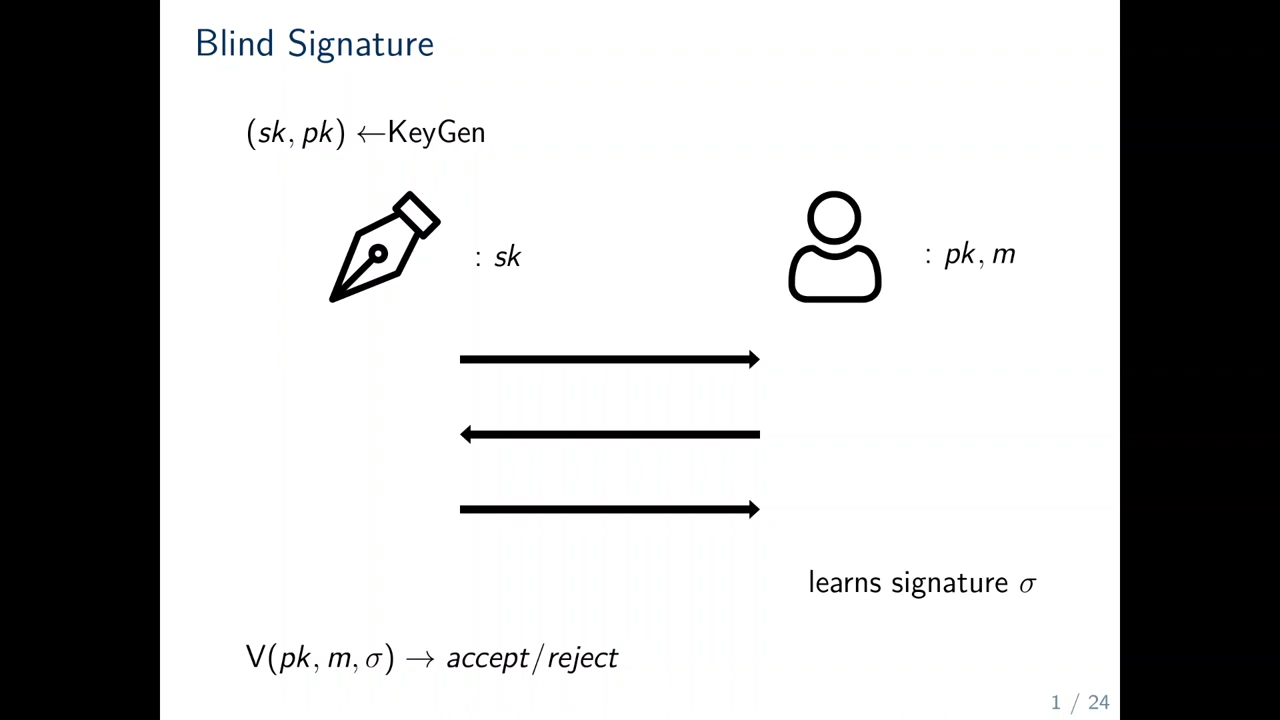 Blind Signature
(sk, pk) ←KeyGen
: sk
: pk, m
learns signature σ
V(pk, m, σ) → accept/reject
1 / 24